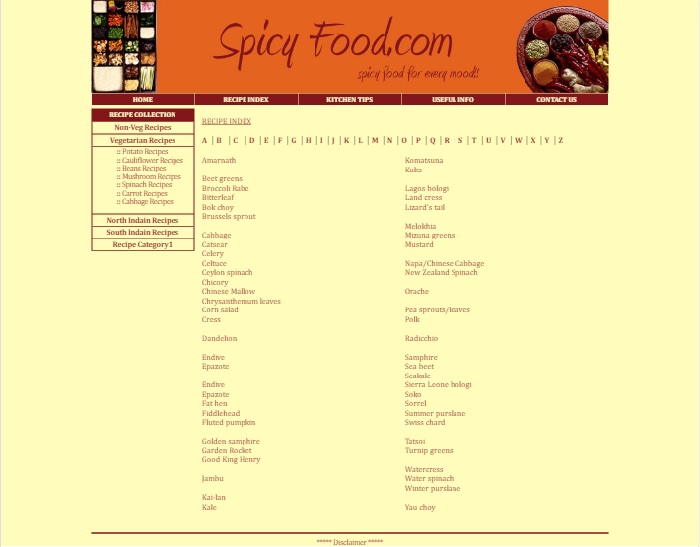 Spicy Food.com
spicy food for every mood!!
HOME
RECIPE INDEX
KITCHEN TIPS
USEFUL INFO
CONTACT US
RECIPE COLLECTION
Non-Veg Recipes
Vegetarian Recipes
:: Potato Recipes
:: Cauliflower Recipes
:: Beans Recipes
:: Mushroom Recipes
:: Spinach Recipes
:: Carrot Recipes
:: Cabbage Recipes
North Indain Recipes
South Indain Recipes
Recipe Category1
RECIPE INDEX
A | B | C | D | E | F | G | H | I | J | K | L | M | N | O | P | Q | R S | T | U | V | W | X | Y | Z
Amarnath
Beet greens
Broccoli Rabe
Bitterleaf
Bok choy
Brussels sprout
Cabbage
Catsear
Celery
Celtuce
Ceylon spinach
Chicory
Chinese Mallow
Chrysanthemum leaves
Corn salad
Cress
Dandelion
Endive
Epazote
Endive
Epazote
Fat hen
Fiddlehead
Fluted pumpkin
Golden samphire
Garden Rocket
Good King Henry
Jambu
Kai-lan
Kale
Komatsuna
Kuka
Lagos bologi
Land cress
Lizard's tail
Melokhia
Mizuna greens
Mustard
Napa/Chinese Cabbage
New Zealand Spinach
Orache
Pea sprouts/leaves
Polk
Radicchio
Samphire
Sea beet
Seakale
Sierra Leone bologi
Soko
Sorrel
Summer purslane
Swiss chard
Tatsoi
Turnip greens
Watercress
Water spinach
Winter purslane
Yau choy
***** Disclaimer *****